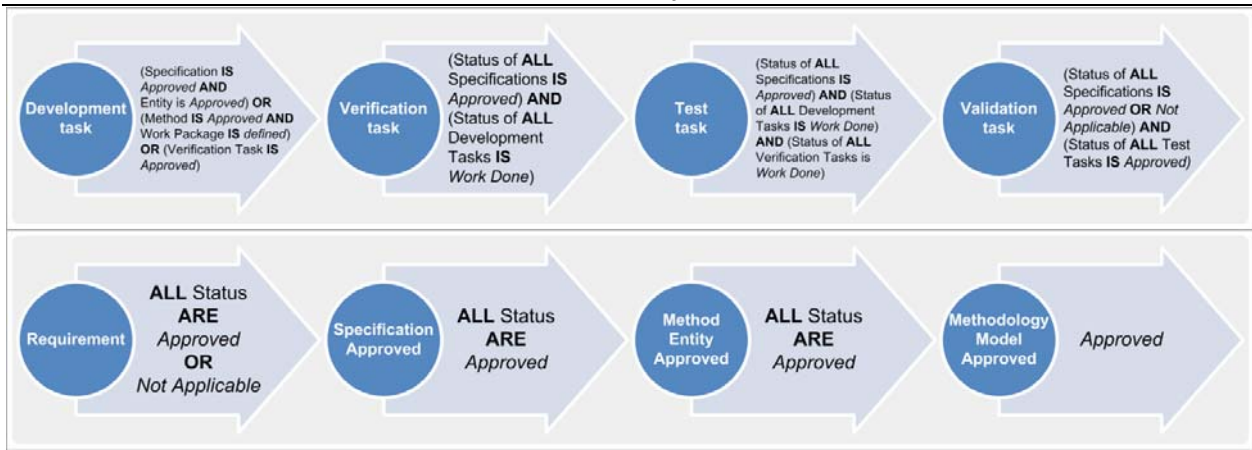 Development
task
(Specification IS
Approved AND
Entity is Approved) OR
(Method IS Approved AND
Work Package IS defined)
OR (Verification Task IS
Approved)
Verification
task
(Status of ALL
Specifications IS
Approved) AND
(Status of ALL
Development
Tasks IS
Work Done)
Test
task
(Status of ALL
Specifications IS
Approved) AND (Status
of ALL Development
Tasks IS Work Done)
AND (Status of ALL
Verification Tasks is
Work Done)
Validation
task
(Status of ALL
Specifications IS
Approved OR Not
Applicable) AND
(Status of ALL Test
Tasks IS Approved)
Requirement
ALL Status
ARE
Approved
OR
Not Applicable
Specification
Approved
ALL Status
ARE
Approved
Method
Entity
Approved
ALL Status
ARE
Approved
Methodology
Model
Approved
Approved